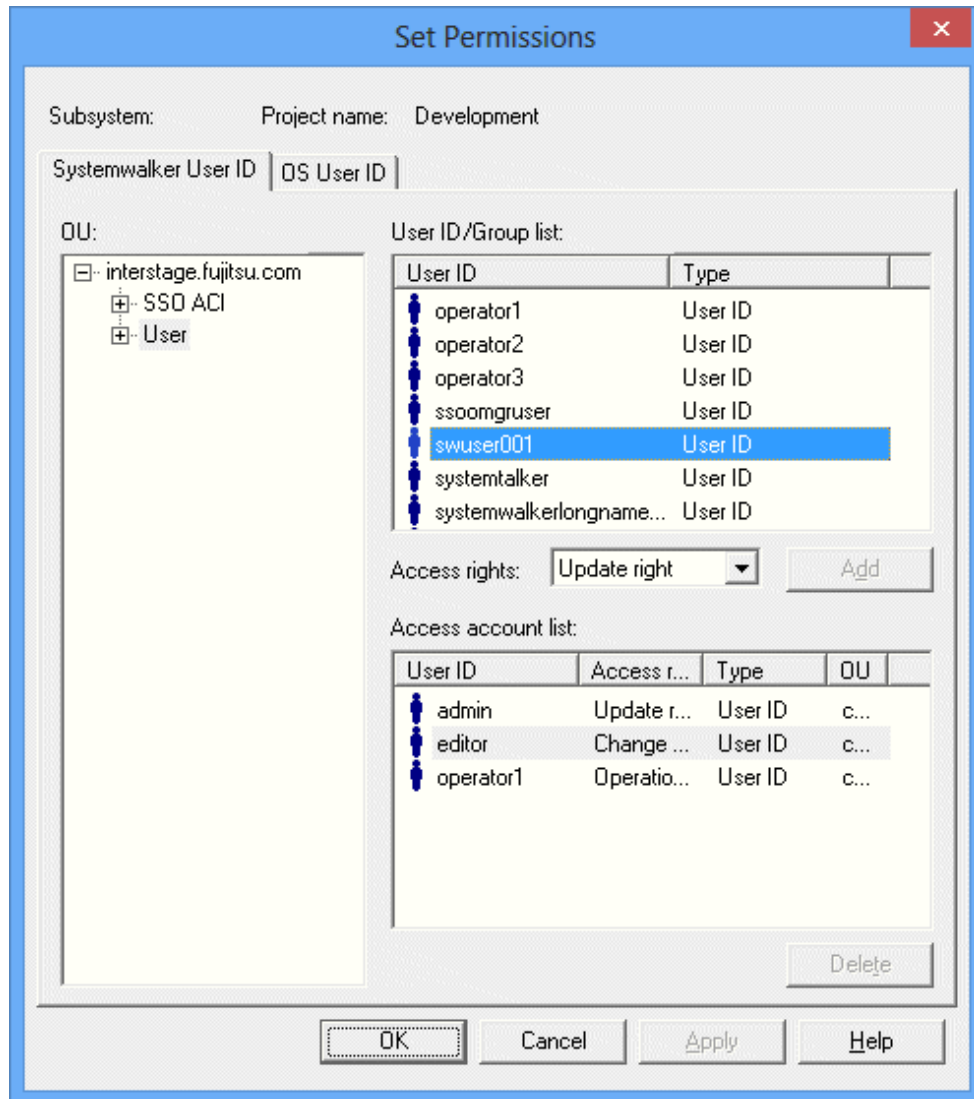 Set Permissions
Subsystem: Project name: Development
Systemwalker User ID OS User ID
OU:
interstage.fujitsu.com
SSO ACI
User
User ID/Group list:
User ID Type
operator1 User ID
operator2 User ID
operator3 User ID
ssoomgruser User ID
swuser001 User ID
systemtalker User ID
systemwalkerlongname... User ID
Access rights: Update right Add
Access account list:
User ID Access r... Type OU
admin Update r... User ID c...
editor Change ... User ID c...
operator1 Operatio... User ID c...
Delete
OK Cancel Apply Help